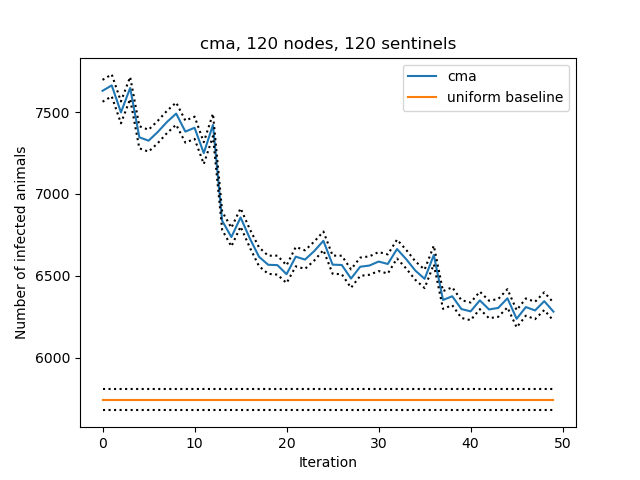 cma, 120 nodes, 120 sentinels
cma
uniform baseline
Number of infected animals
7500
7000
6500
6000
0 10 20 30 40 50
Iteration